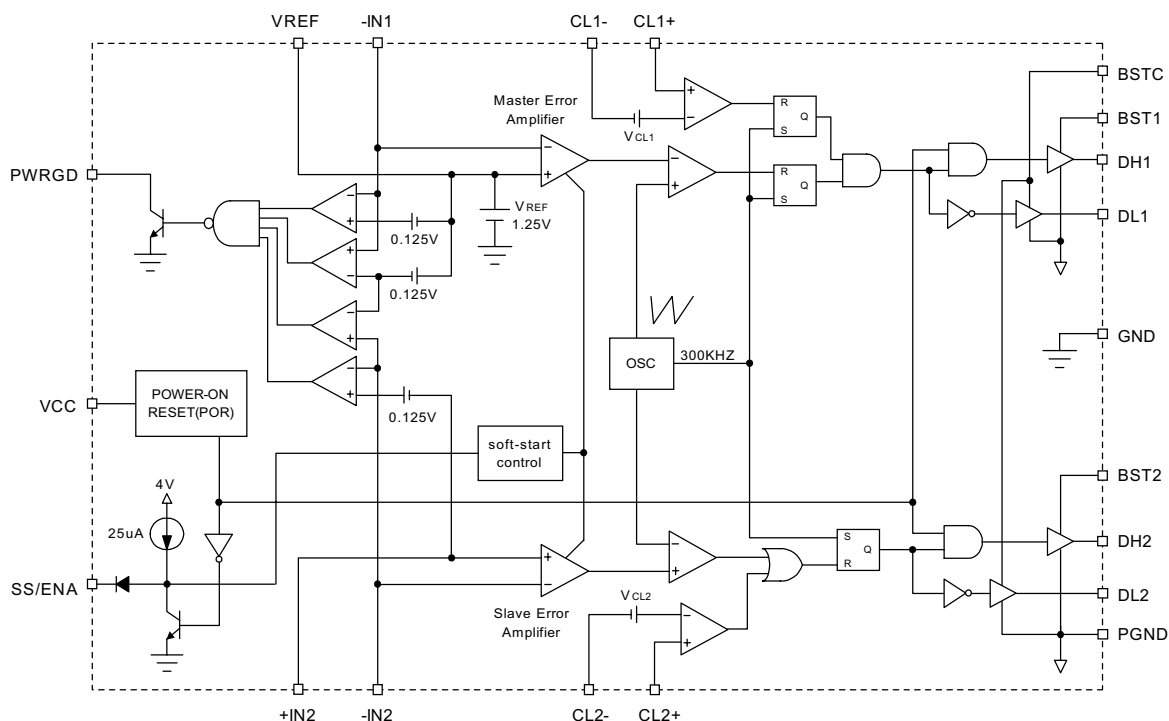 VREF
-IN1
CL1-
CL1+
BSTC
BST1
DH1
DL1
GND
BST2
DH2
DL2
PGND
PWRGD
VCC
SS/ENA
+IN2
-IN2
CL2-
CL2+
Master Error
Amplifier
+
−
VCL1
R
S
Q
−
+
R
S
Q
−
+
VREF
1.25V
−
+
0.125V
+
−
0.125V
−
+
−
+
0.125V
POWER-ON
RESET(POR)
OSC
300KHZ
soft-start
control
4V
25uA
+
−
Slave Error
Amplifier
−
+
VCL2
−
+
S
R
Q